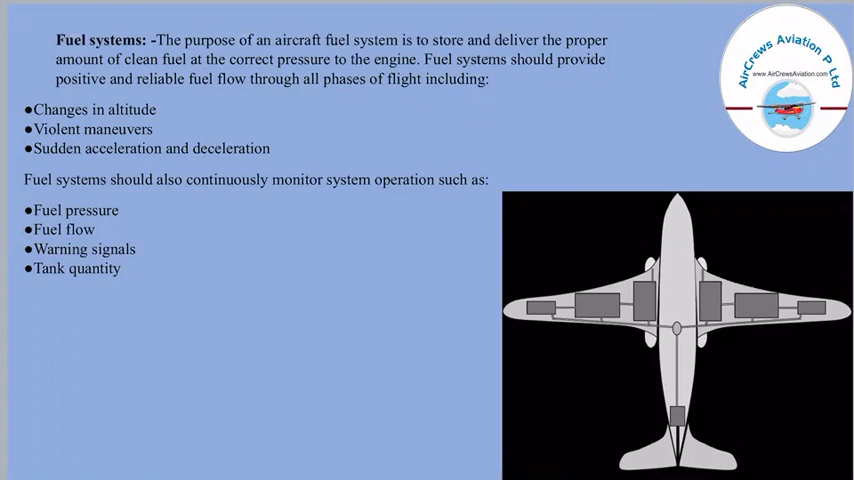 Fuel systems: -The purpose of an aircraft fuel system is to store and deliver the proper
amount of clean fuel at the correct pressure to the engine. Fuel systems should provide
positive and reliable fuel flow through all phases of flight including:
●Changes in altitude
●Violent maneuvers
●Sudden acceleration and deceleration
Fuel systems should also continuously monitor system operation such as:
●Fuel pressure
●Fuel flow
●Warning signals
●Tank quantity
AirCrews Aviation P Ltd
www.AirCrewsAviation.com